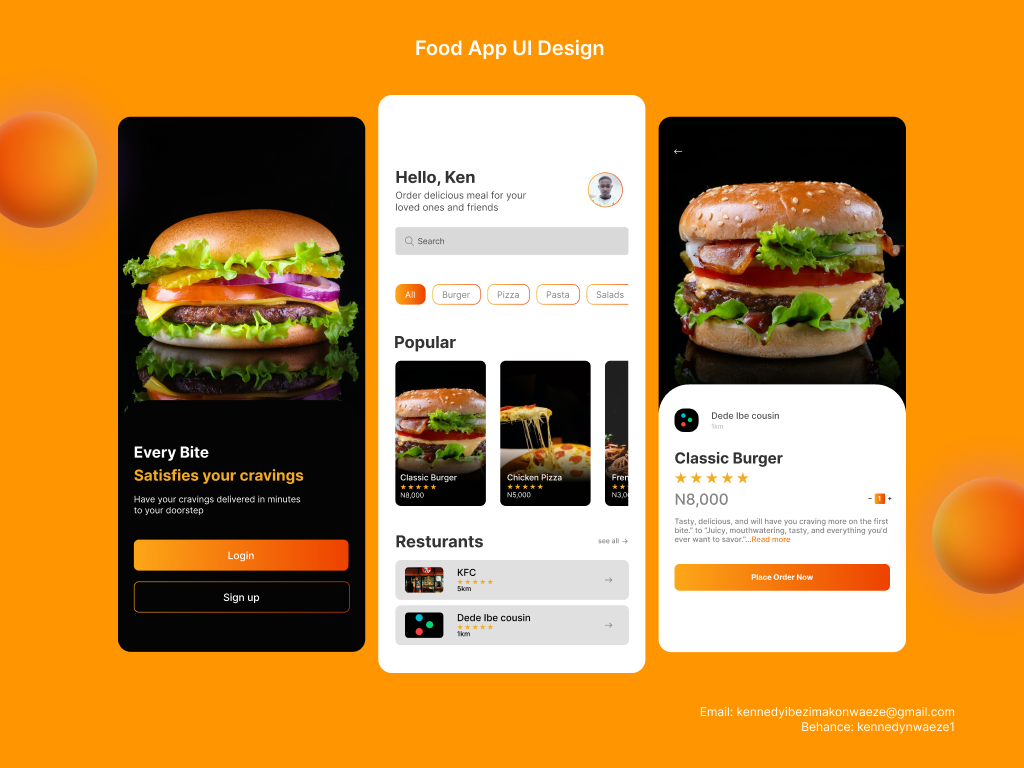 Food App UI Design
Every Bite
Satisfies your cravings
Have your cravings delivered in minutes
to your doorstep
Login
Sign up
Hello, Ken
Order delicious meal for your
loved ones and friends
Search
All Burger Pizza Pasta Salads
Popular
Classic Burger
N8,000
Chicken Pizza
N5,000
Fren
N3,0
Resturants
see all →
KFC
5km
Dede Ibe cousin
1km
←
Dede Ibe cousin
1km
Classic Burger
N8,000
- 1 +
Tasty, delicious, and will have you craving more on the first
bite.” to “Juicy, mouthwatering, tasty, and everything you'd
ever want to savor.”...Read more
Place Order Now
Email: kennedyibezimakonwaeze@gmail.com
Behance: kennedynwaeze1